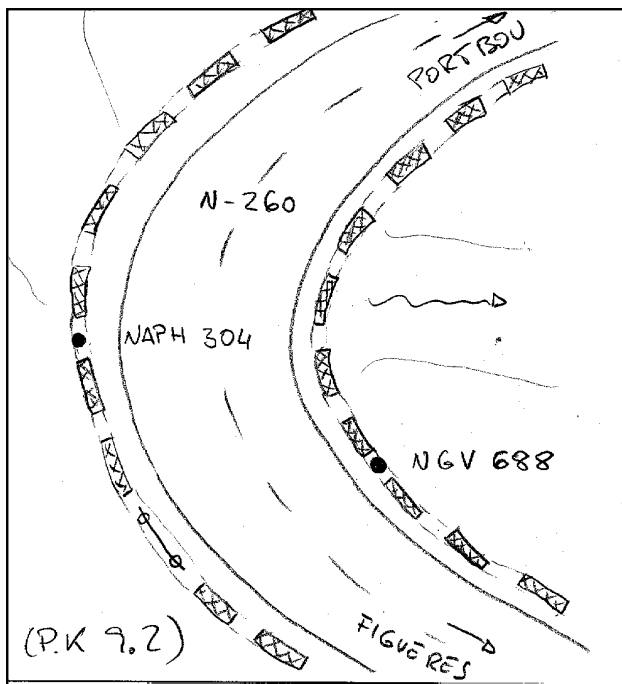 PORTBOU
N-260
NAPH 304
NGV 688
FIGUERES
(P.K 9.2)